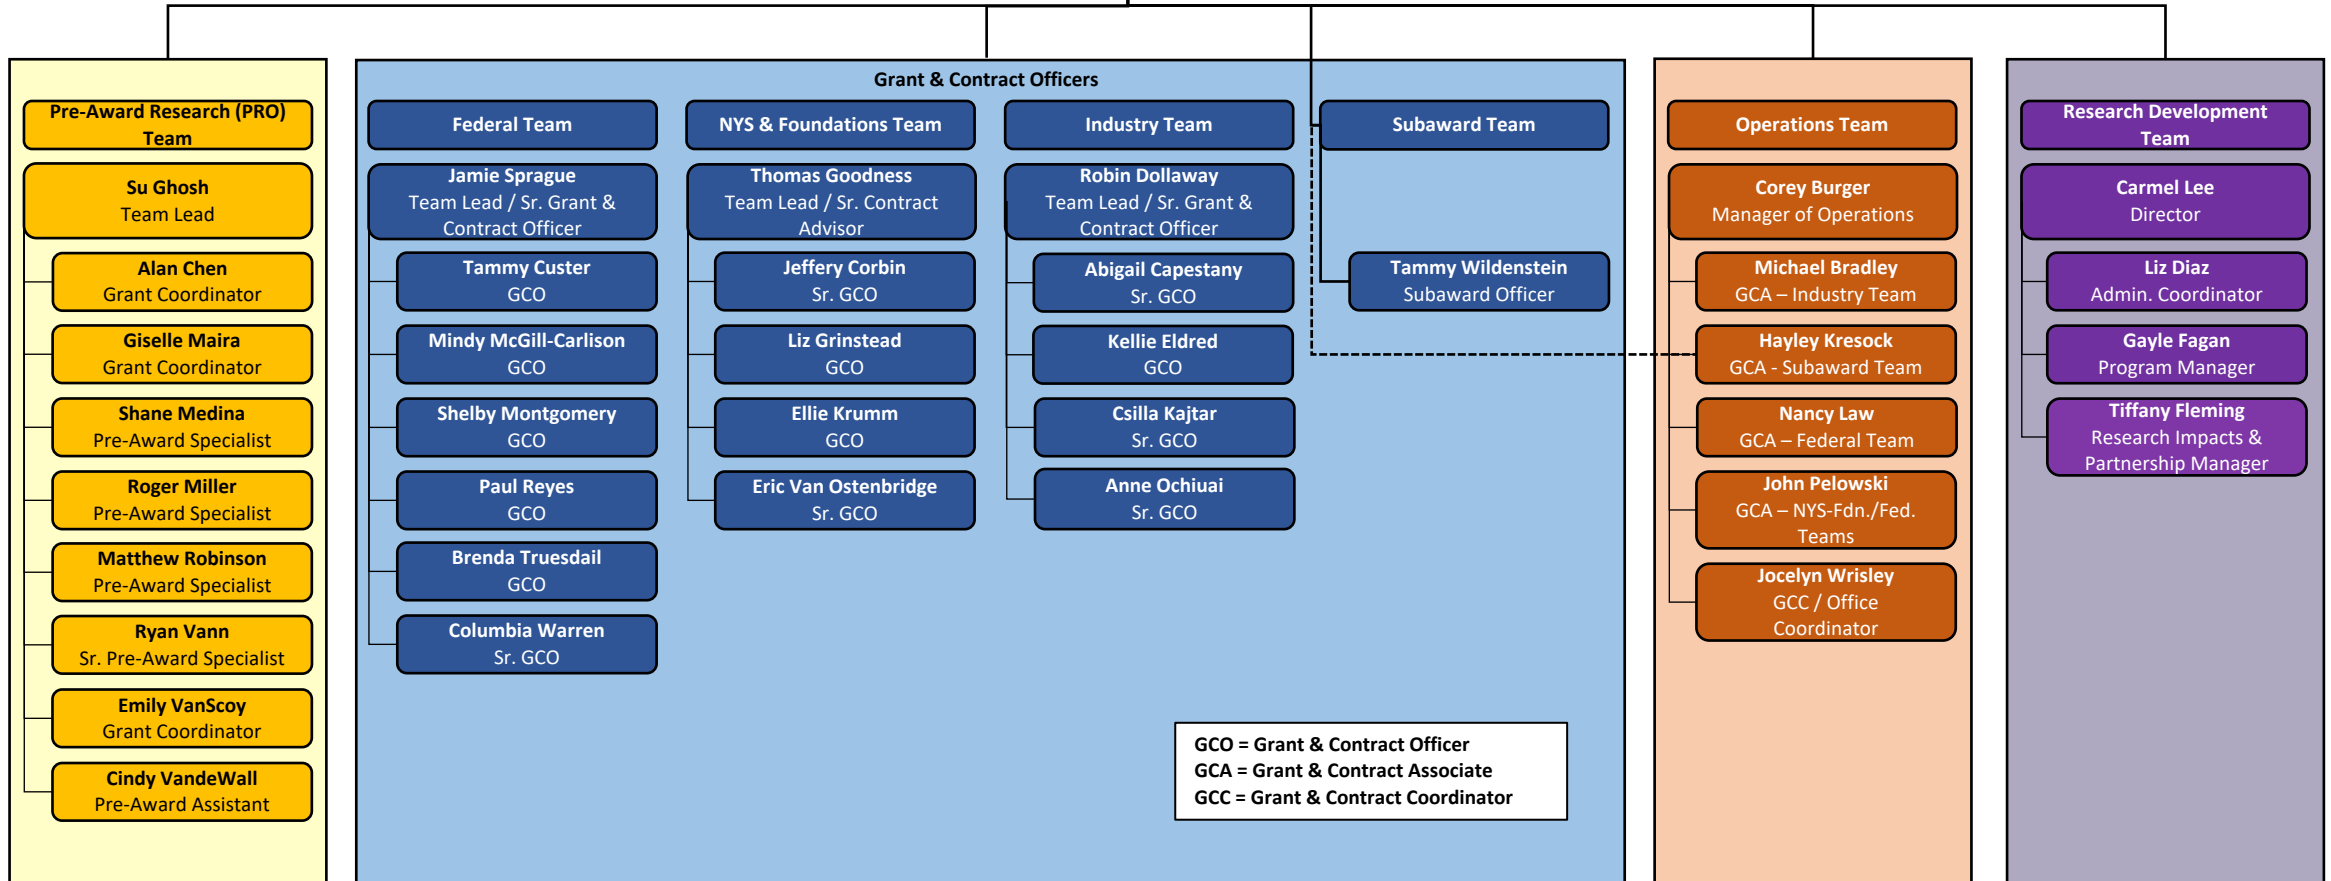 Pre-Award Research (PRO)
Team
Su Ghosh
Team Lead
Alan Chen
Grant Coordinator
Giselle Maira
Grant Coordinator
Shane Medina
Pre-Award Specialist
Roger Miller
Pre-Award Specialist
Matthew Robinson
Pre-Award Specialist
Ryan Vann
Sr. Pre-Award Specialist
Emily VanScoy
Grant Coordinator
Cindy VandeWall
Pre-Award Assistant
Grant & Contract Officers
Federal Team
Jamie Sprague
Team Lead / Sr. Grant &
Contract Officer
Tammy Custer
GCO
Mindy McGill-Carlison
GCO
Shelby Montgomery
GCO
Paul Reyes
GCO
Brenda Truesdail
GCO
Columbia Warren
Sr. GCO
NYS & Foundations Team
Thomas Goodness
Team Lead / Sr. Contract
Advisor
Jeffery Corbin
Sr. GCO
Liz Grinstead
GCO
Ellie Krumm
GCO
Eric Van Ostenbridge
Sr. GCO
Industry Team
Robin Dollaway
Team Lead / Sr. Grant &
Contract Officer
Abigail Capestany
Sr. GCO
Kellie Eldred
GCO
Csilla Kajtar
Sr. GCO
Anne Ochiuai
Sr. GCO
Subaward Team
Tammy Wildenstein
Subaward Officer
GCO = Grant & Contract Officer
GCA = Grant & Contract Associate
GCC = Grant & Contract Coordinator
Operations Team
Corey Burger
Manager of Operations
Michael Bradley
GCA – Industry Team
Hayley Kresock
GCA - Subaward Team
Nancy Law
GCA – Federal Team
John Pelowski
GCA – NYS-Fdn./Fed.
Teams
Jocelyn Wrisley
GCC / Office
Coordinator
Research Development
Team
Carmel Lee
Director
Liz Diaz
Admin. Coordinator
Gayle Fagan
Program Manager
Tiffany Fleming
Research Impacts &
Partnership Manager